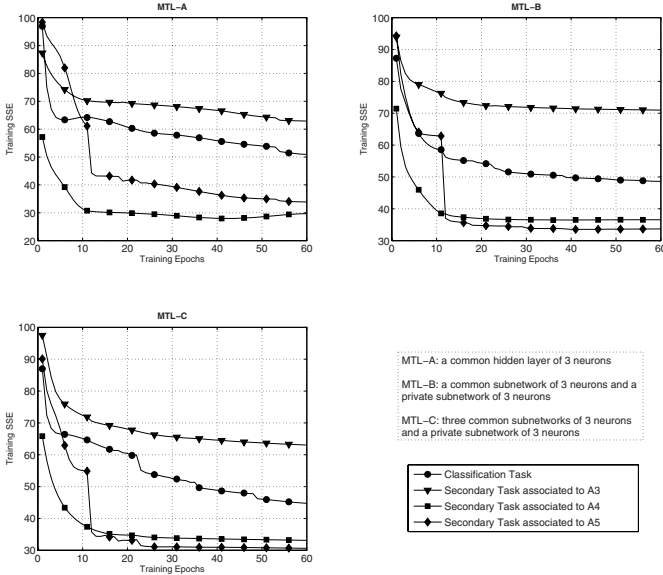 MTL−A
100
90
80
70
60
50
40
30
20
0 10 20 30 40 50 60
Training SSE
Training Epochs
MTL−B
100
90
80
70
60
50
40
30
0 10 20 30 40 50 60
Training SSE
Training Epochs
MTL−C
100
90
80
70
60
50
40
30
0 10 20 30 40 50 60
Training SSE
Training Epochs
MTL−A: a common hidden layer of 3 neurons
MTL−B: a common subnetwork of 3 neurons and a
private subnetwork of 3 neurons
MTL−C: three common subnetworks of 3 neurons
and a private subnetwork of 3 neurons
Classification Task
Secondary Task associated to A3
Secondary Task associated to A4
Secondary Task associated to A5